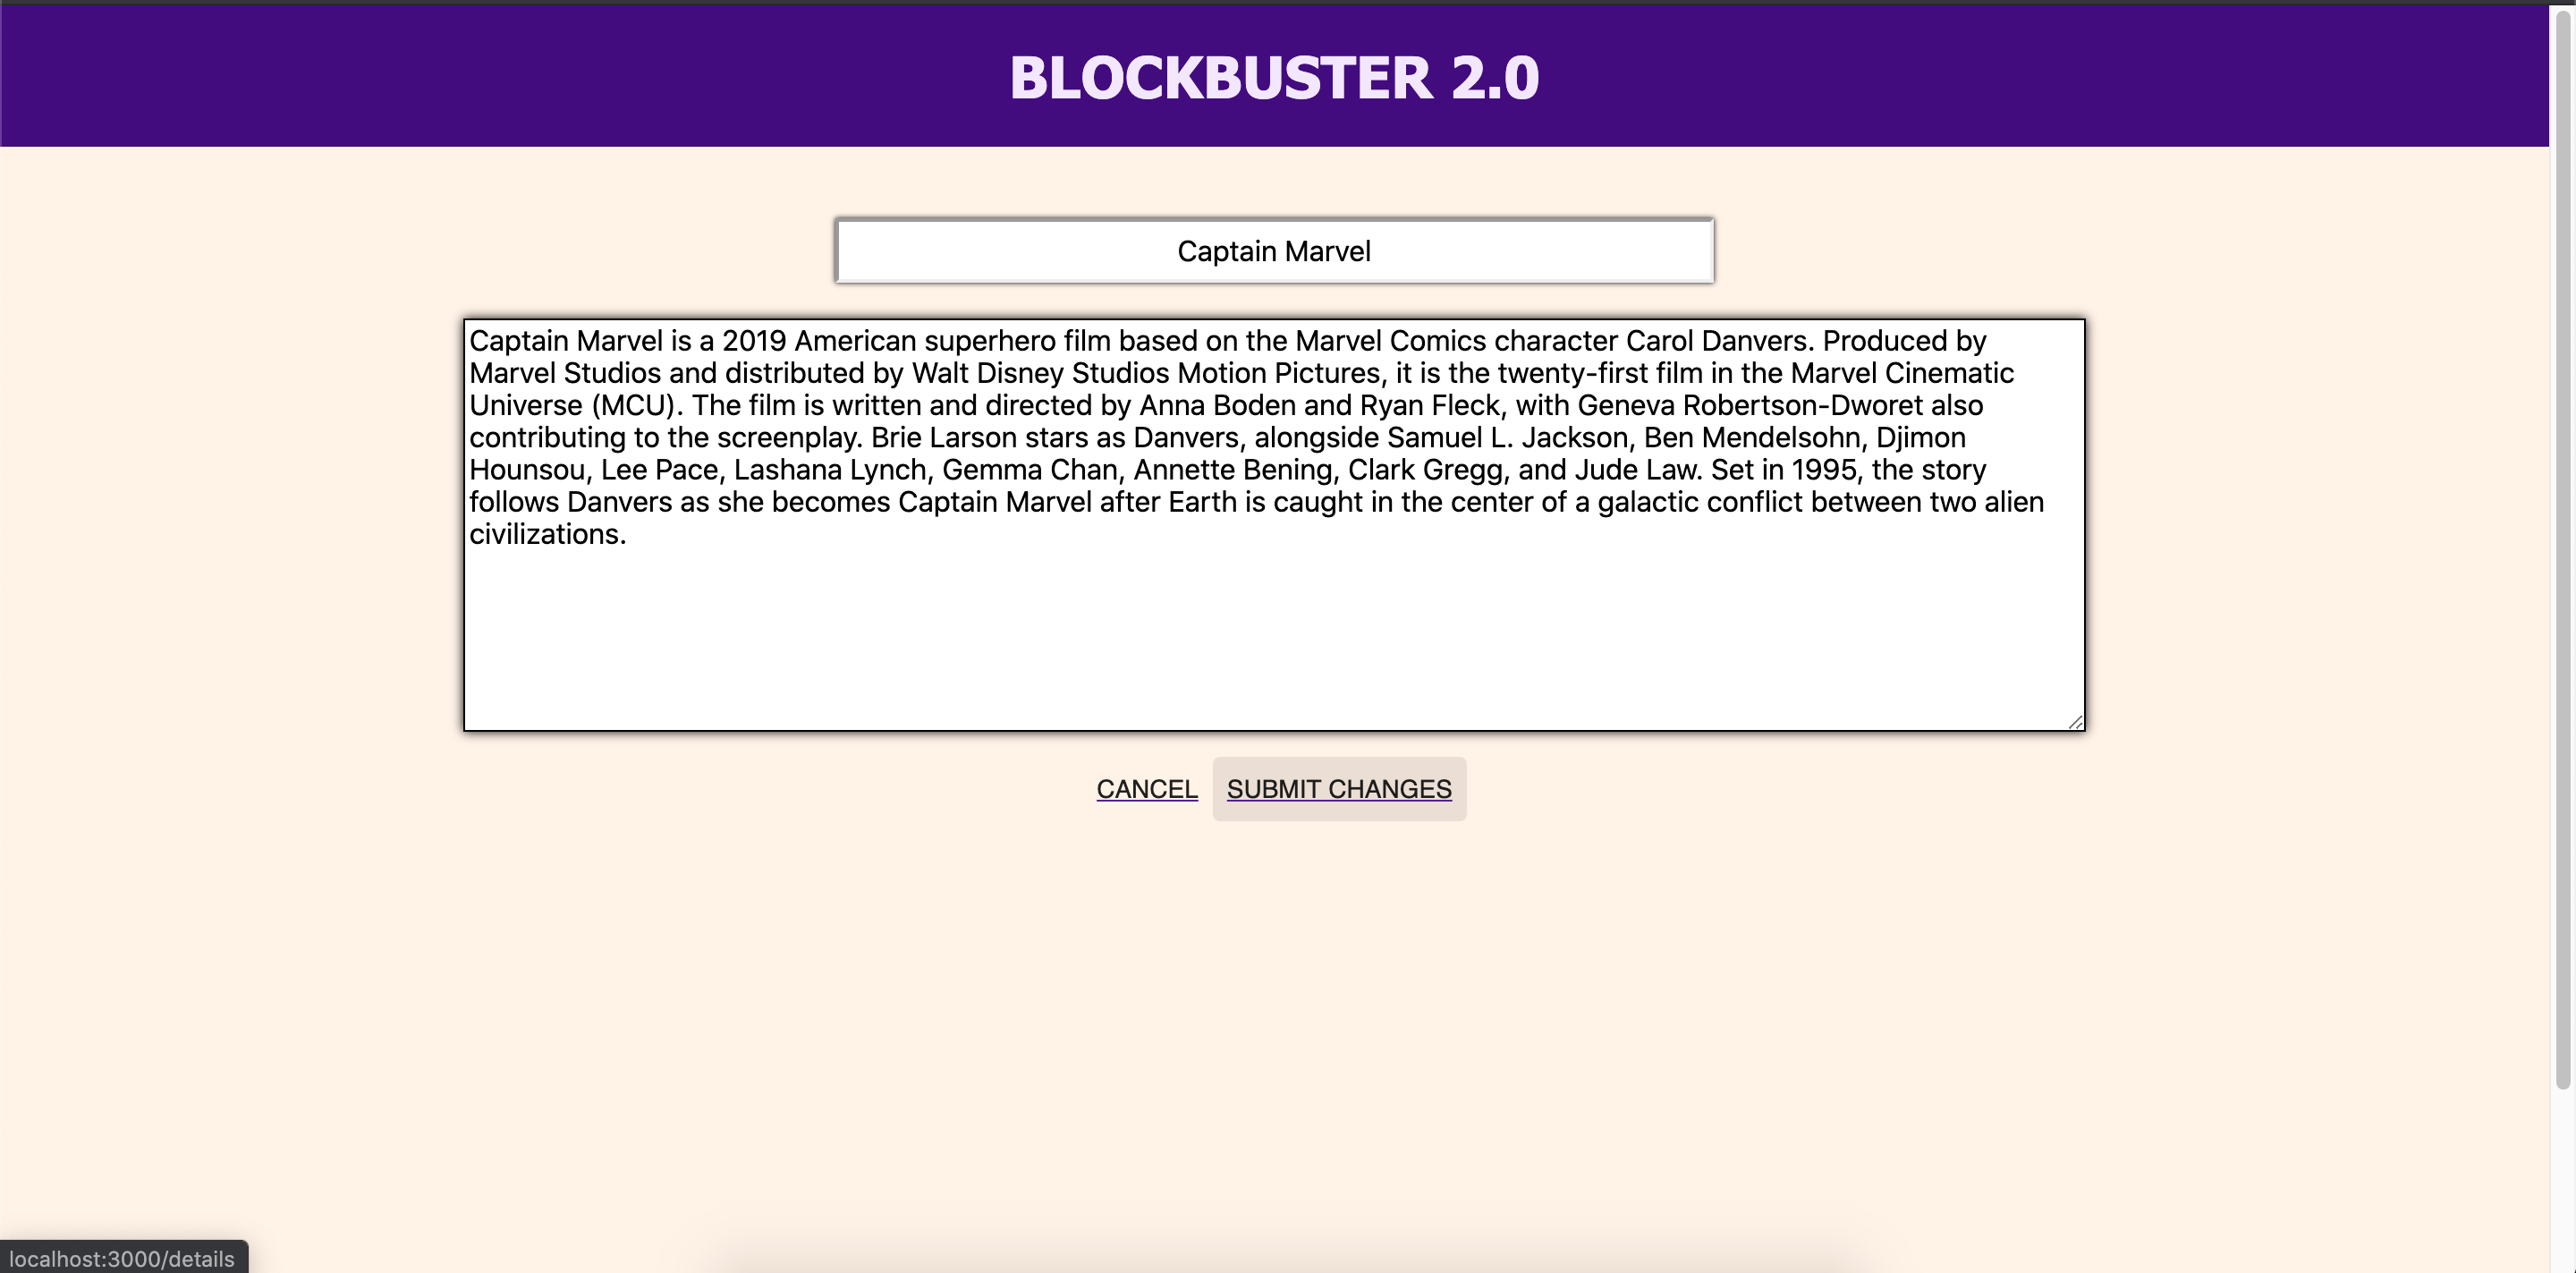 BLOCKBUSTER 2.0
Captain Marvel
Captain Marvel is a 2019 American superhero film based on the Marvel Comics character Carol Danvers. Produced by
Marvel Studios and distributed by Walt Disney Studios Motion Pictures, it is the twenty-first film in the Marvel Cinematic
Universe (MCU). The film is written and directed by Anna Boden and Ryan Fleck, with Geneva Robertson-Dworet also
contributing to the screenplay. Brie Larson stars as Danvers, alongside Samuel L. Jackson, Ben Mendelsohn, Djimon
Hounsou, Lee Pace, Lashana Lynch, Gemma Chan, Annette Bening, Clark Gregg, and Jude Law. Set in 1995, the story
follows Danvers as she becomes Captain Marvel after Earth is caught in the center of a galactic conflict between two alien
civilizations.
CANCEL SUBMIT CHANGES
localhost:3000/details